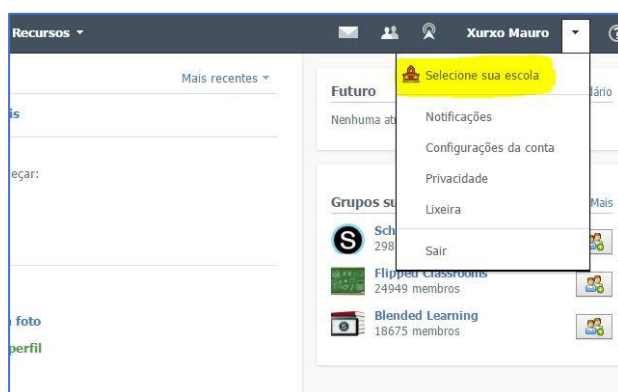 Recursos
Xurxo Mauro
Mais recentes
is
eçar:
foto
perfil
Selecione sua escola
Notificações
Configurações da conta
Privacidade
Lixeira
Sair
Futuro
dário
Nenhuma at
Grupos su
Mais
Sch
298
Flipped Classrooms
24949 membros
Blended Learning
18675 membros